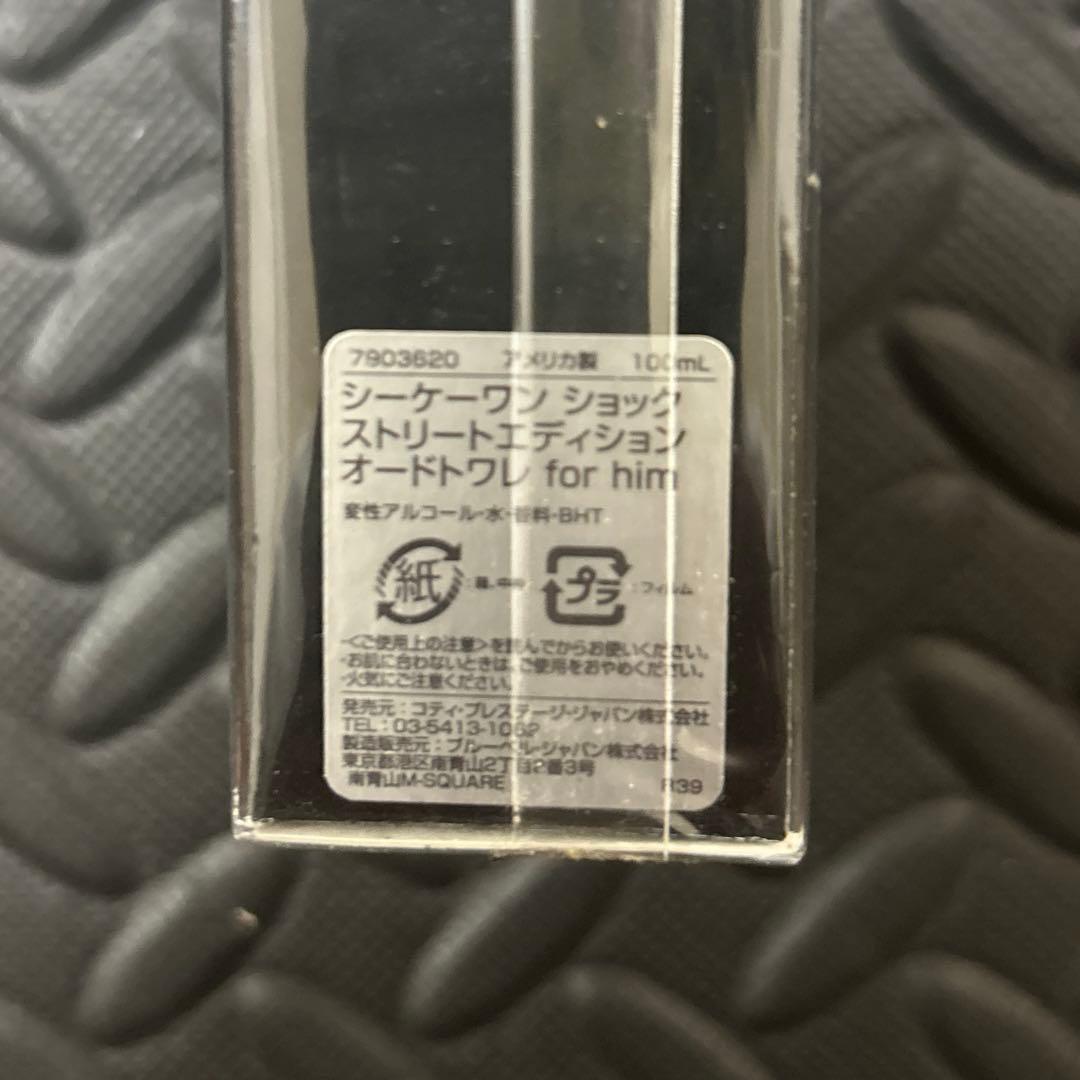 7903620 アメリカ製 100mL
シーケーワン ショック
ストリートエディション
オードトワレ for him
変性アルコール・水・香料・BHT
紙 :箱、中枠 プラ :フィルム
・<ご使用上の注意>を読んでからお使いください。
・お肌に合わないときは、ご使用をおやめください。
・火気にご注意ください。
発売元:コティ・プレステージ・ジャパン株式会社
TEL:03-5413-1062
製造販売元:ブルーベル・ジャパン株式会社
東京都港区南青山2丁目2番3号
南青山M-SQUARE R39